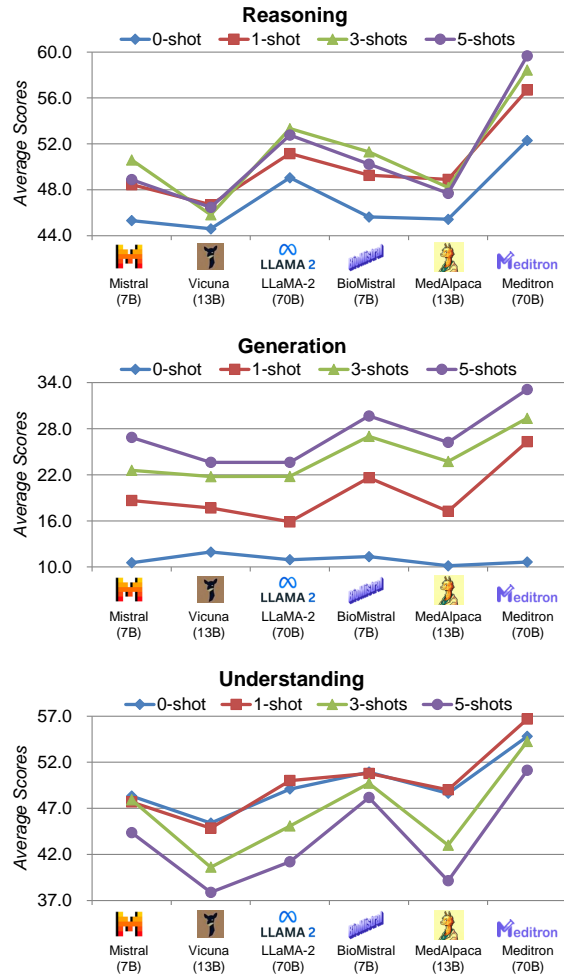 Reasoning
0-shot 1-shot 3-shots 5-shots
Average Scores
60.0
56.0
52.0
48.0
44.0
LLAMA 2 BioMistral Meditron
Mistral Vicuna LLaMA-2 BioMistral MedAlpaca Meditron
(7B) (13B) (70B) (7B) (13B) (70B)
Generation
0-shot 1-shot 3-shots 5-shots
Average Scores
34.0
28.0
22.0
16.0
10.0
LLAMA 2 BioMistral Meditron
Mistral Vicuna LLaMA-2 BioMistral MedAlpaca Meditron
(7B) (13B) (70B) (7B) (13B) (70B)
Understanding
0-shot 1-shot 3-shots 5-shots
Average Scores
57.0
52.0
47.0
42.0
37.0
LLAMA 2 BioMistral Meditron
Mistral Vicuna LLaMA-2 BioMistral MedAlpaca Meditron
(7B) (13B) (70B) (7B) (13B) (70B)